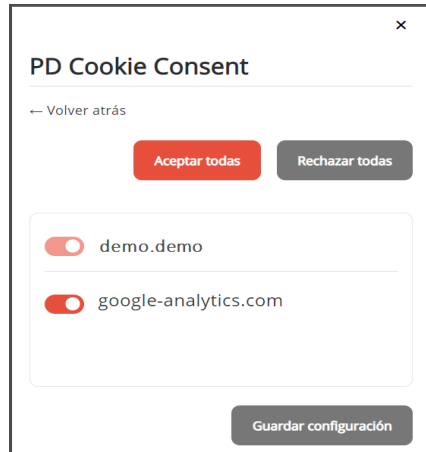 ×
PD Cookie Consent
← Volver atrás
Aceptar todas Rechazar todas
demo.demo
google-analytics.com
Guardar configuración